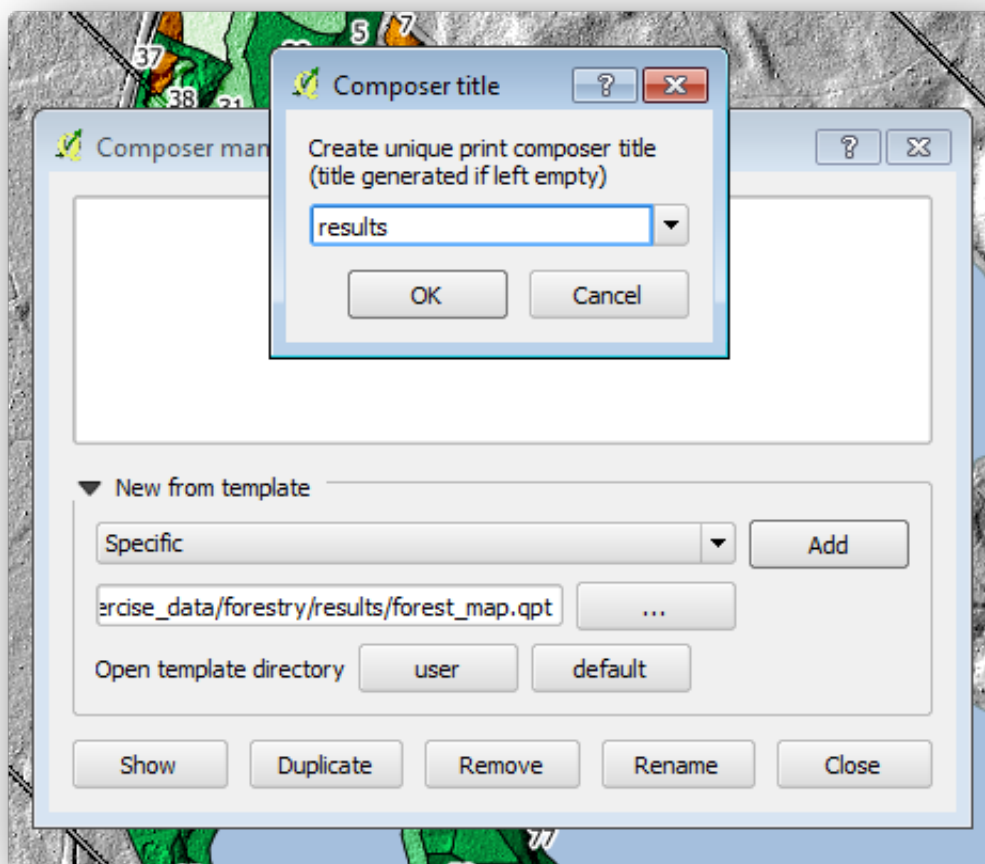 5
7
37
38
31
Composer title
Composer man
Create unique print composer title
(title generated if left empty)
results
OK
Cancel
New from template
Specific
Add
ercise_data/forestry/results/forest_map.qpt
...
Open template directory
user
default
Show
Duplicate
Remove
Rename
Close